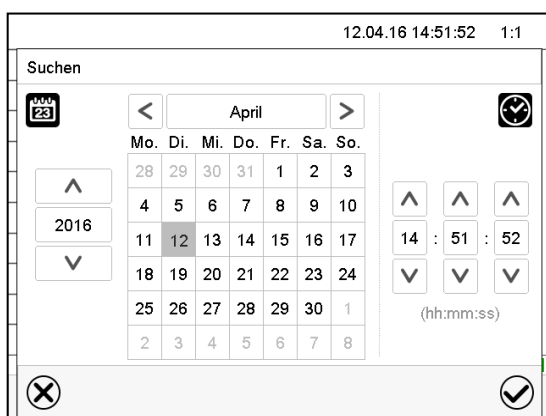 12.04.16 14:51:52 1:1
Suchen
23
< April >
Mo. Di. Mi. Do. Fr. Sa. So.
28 29 30 31 1 2 3
4 5 6 7 8 9 10
11 12 13 14 15 16 17
18 19 20 21 22 23 24
25 26 27 28 29 30 1
2 3 4 5 6 7 8
2016
14 : 51 : 52
(hh:mm:ss)